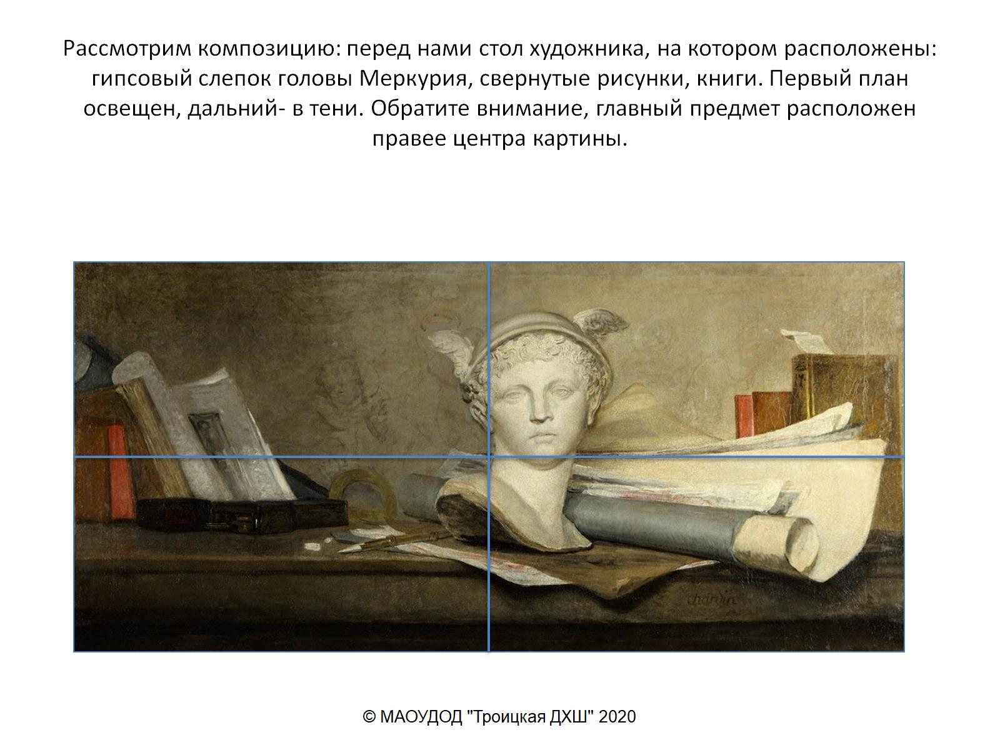 Рассмотрим композицию: перед нами стол художника, на котором расположены:
гипсовый слепок головы Меркурия, свернутые рисунки, книги. Первый план
освещен, дальний- в тени. Обратите внимание, главный предмет расположен
правее центра картины.
chardin
© МАОУДОД "Троицкая ДХШ" 2020